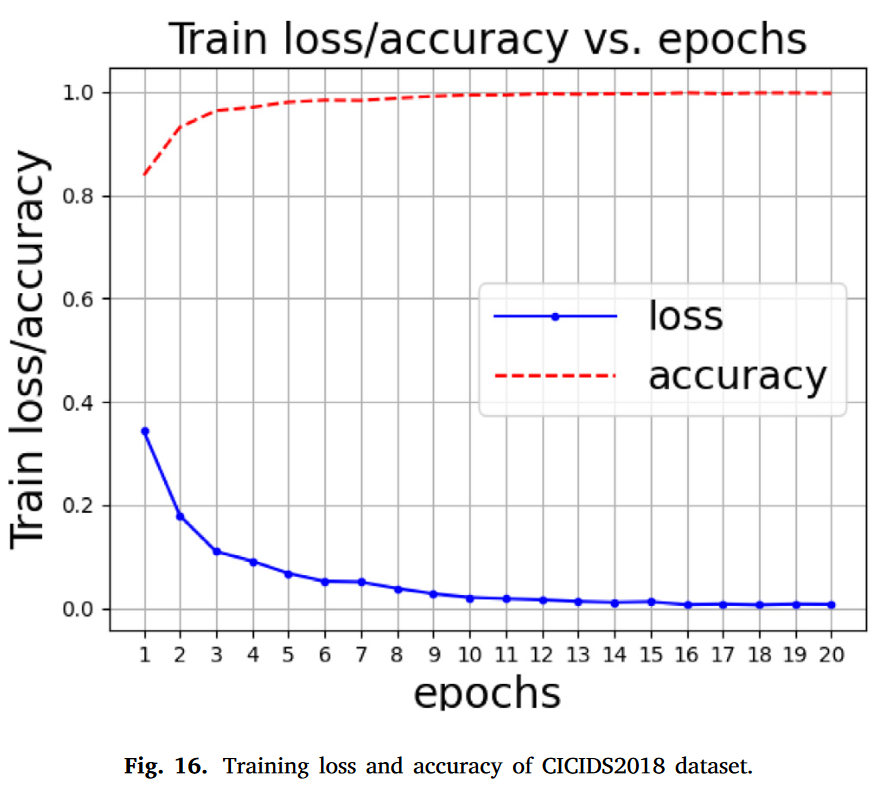 Train loss/accuracy vs. epochs
Train loss/accuracy
1.0
0.8
0.6
0.4
0.2
0.0
loss
accuracy
1 2 3 4 5 6 7 8 9 10 11 12 13 14 15 16 17 18 19 20
epochs
Fig. 16. Training loss and accuracy of CICIDS2018 dataset.